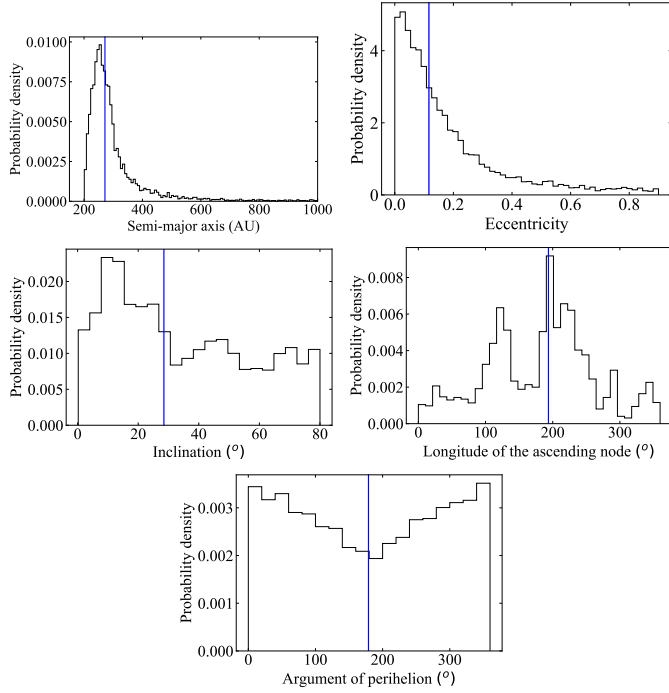 0.0100
0.0075
0.0050
0.0025
0.0000
Probability density
200 400 600 800 1000
Semi-major axis (AU)
4
2
0
Probability density
0.0 0.2 0.4 0.6 0.8
Eccentricity
0.020
0.015
0.010
0.005
0.000
Probability density
0 20 40 60 80
Inclination (°)
0.008
0.006
0.004
0.002
0.000
Probability density
0 100 200 300
Longitude of the ascending node (°)
0.003
0.002
0.001
0.000
Probability density
0 100 200 300
Argument of perihelion (°)